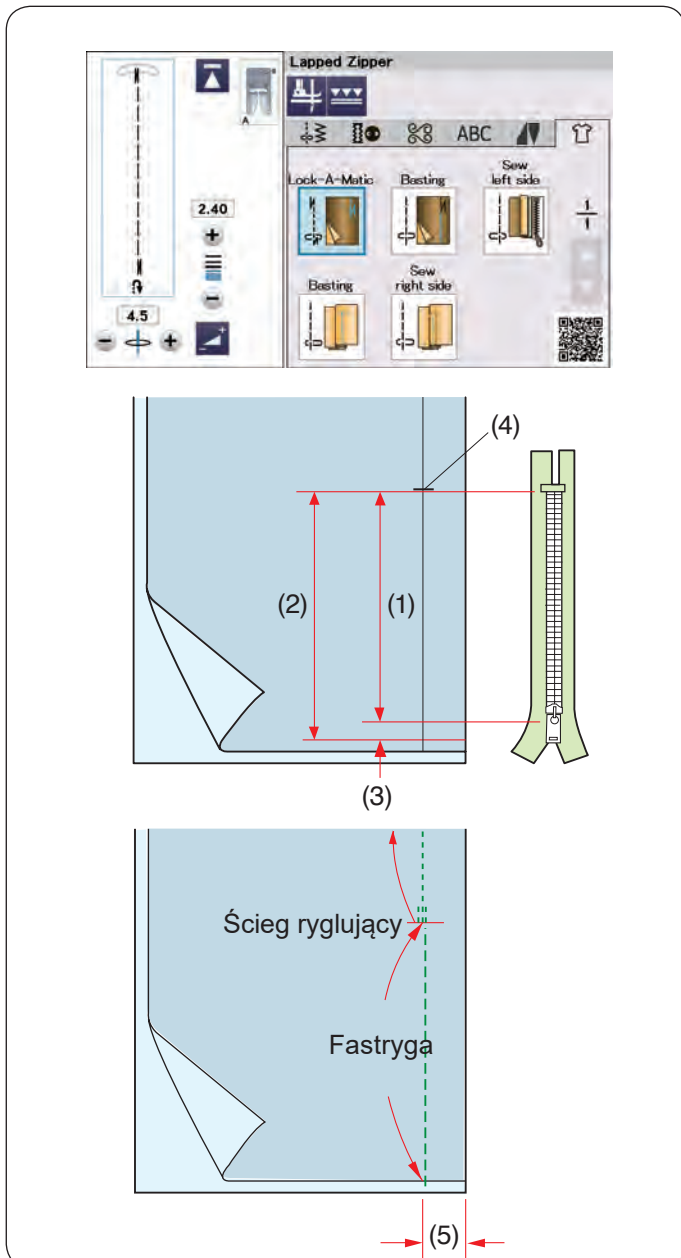 Lapped Zipper
A
ABC
Lock-A-Matic
Basting
Sew
left side
2.40
1
1
4.5
Basting
Sew
right side
(4)
(2)
(1)
(3)
Ścieg ryglujący
Fastryga
(5)